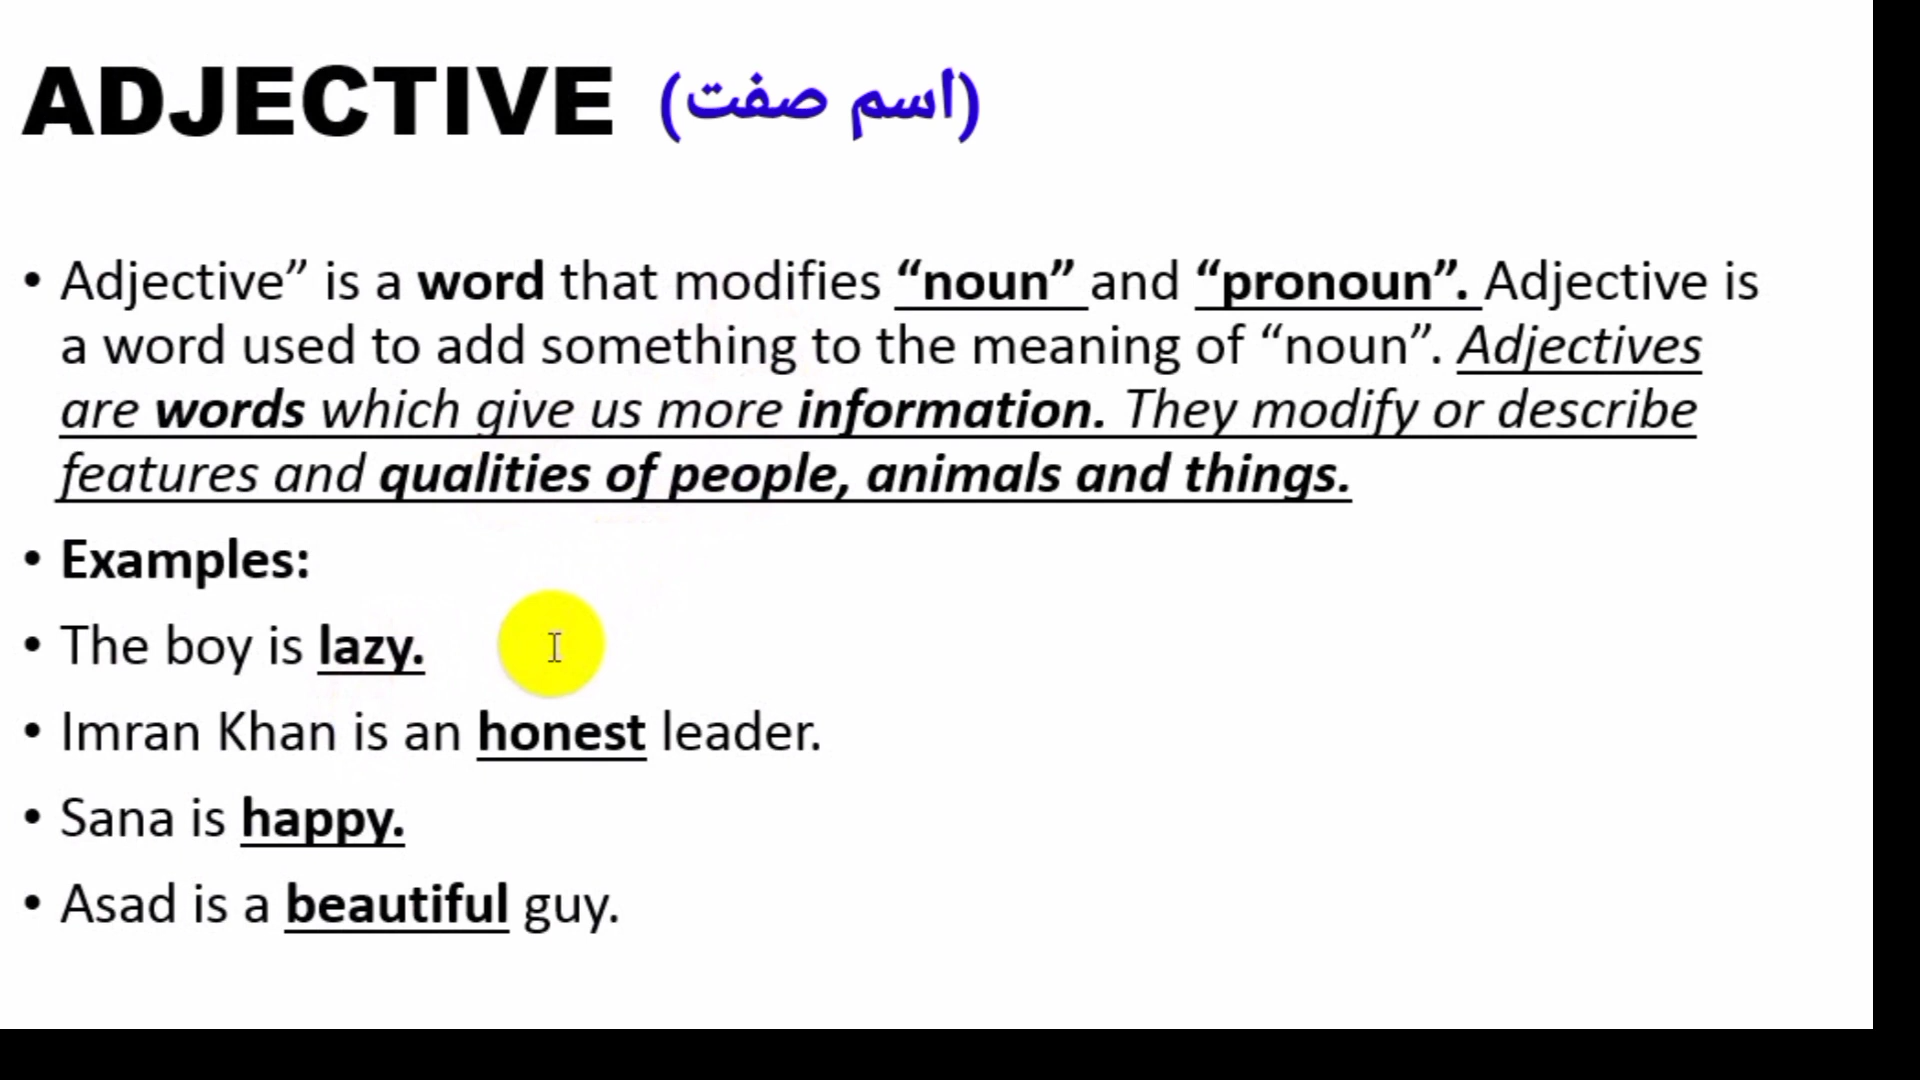 ADJECTIVE (اسم صفت)
• Adjective” is a word that modifies “noun” and “pronoun”. Adjective is
a word used to add something to the meaning of “noun”. Adjectives
are words which give us more information. They modify or describe
features and qualities of people, animals and things.
• Examples:
• The boy is lazy.
• Imran Khan is an honest leader.
• Sana is happy.
• Asad is a beautiful guy.